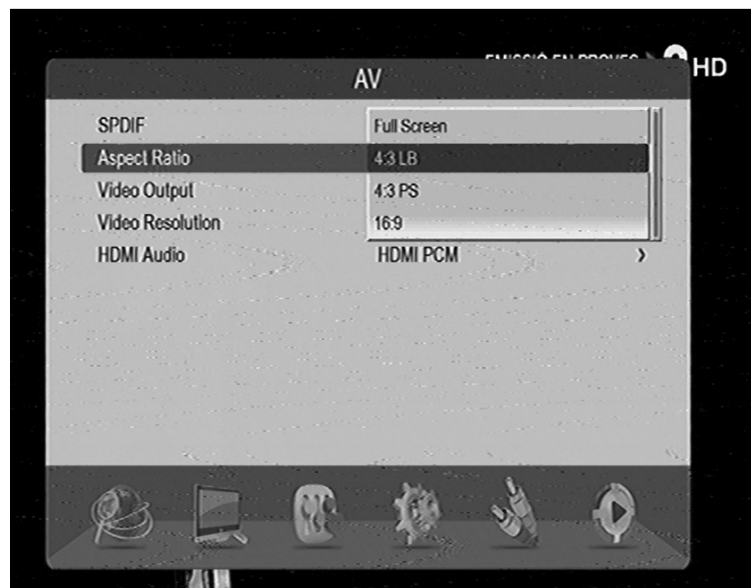 HD
AV
SPDIF
Full Screen
Aspect Ratio
4:3 LB
Video Output
4:3 PS
Video Resolution
16:9
HDMI Audio
HDMI PCM